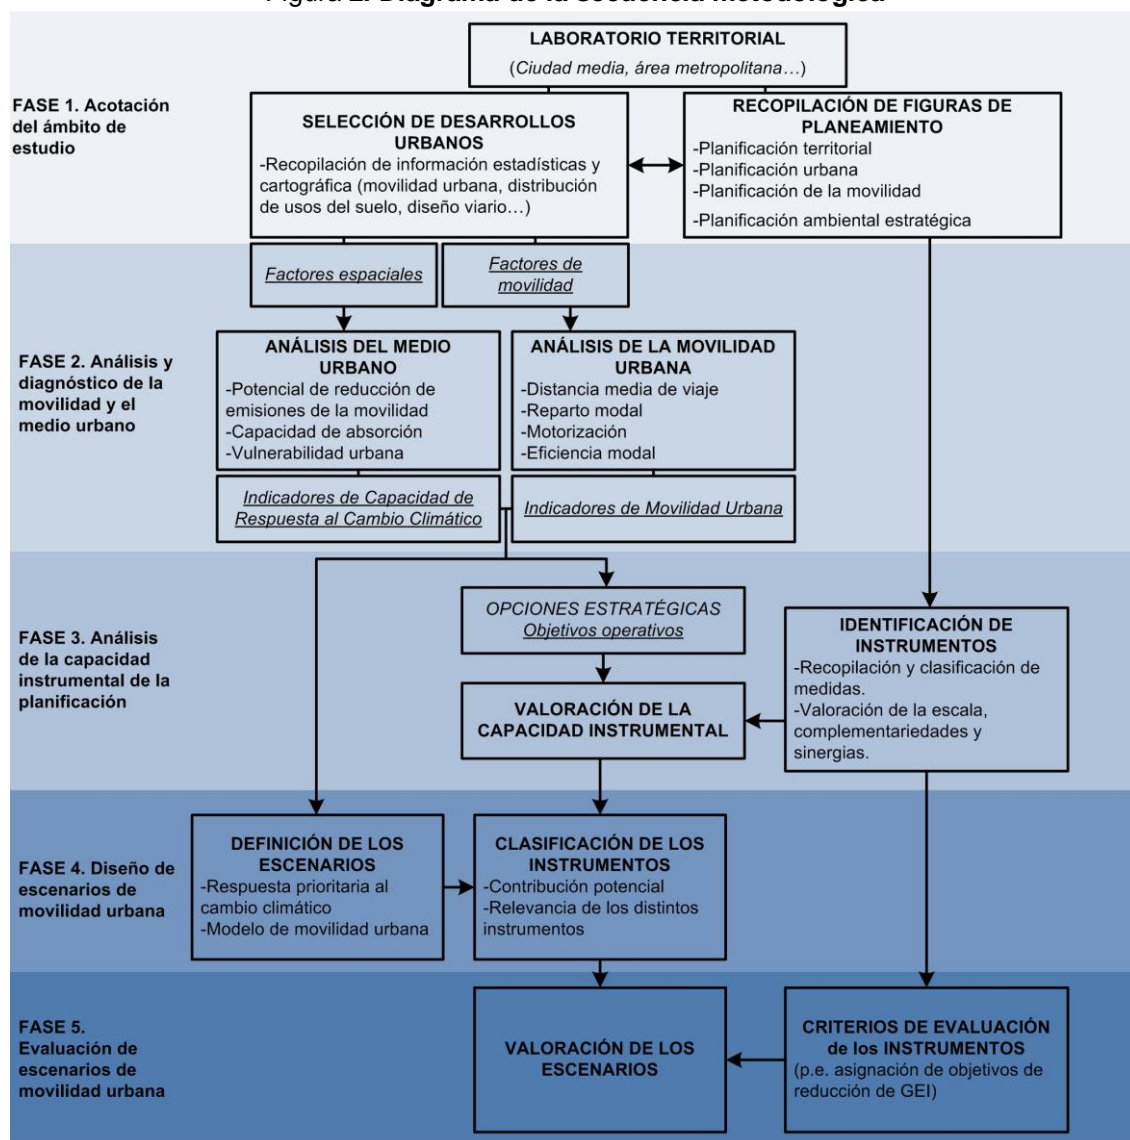 Figura 2. Diagrama de la secuencia metodológica
LABORATORIO TERRITORIAL
(Ciudad media, área metropolitana…)
FASE 1. Acotación
del ámbito de
estudio
SELECCIÓN DE DESARROLLOS
URBANOS
-Recopilación de información estadísticas y
cartográfica (movilidad urbana, distribución
de usos del suelo, diseño viario…)
RECOPILACIÓN DE FIGURAS DE
PLANEAMIENTO
-Planificación territorial
-Planificación urbana
-Planificación de la movilidad
-Planificación ambiental estratégica
Factores espaciales
Factores de
movilidad
FASE 2. Análisis y
diagnóstico de la
movilidad y el
medio urbano
ANÁLISIS DEL MEDIO
URBANO
-Potencial de reducción de
emisiones de la movilidad
-Capacidad de absorción
-Vulnerabilidad urbana
ANÁLISIS DE LA MOVILIDAD
URBANA
-Distancia media de viaje
-Reparto modal
-Motorización
-Eficiencia modal
Indicadores de Capacidad de
Respuesta al Cambio Climático
Indicadores de Movilidad Urbana
FASE 3. Análisis
de la capacidad
instrumental de la
planificación
OPCIONES ESTRATÉGICAS
Objetivos operativos
VALORACIÓN DE LA
CAPACIDAD INSTRUMENTAL
IDENTIFICACIÓN DE
INSTRUMENTOS
-Recopilación y clasificación de
medidas.
-Valoración de la escala,
complementariedades y
sinergias.
FASE 4. Diseño de
escenarios de
movilidad urbana
DEFINICIÓN DE LOS
ESCENARIOS
-Respuesta prioritaria al
cambio climático
-Modelo de movilidad urbana
CLASIFICACIÓN DE LOS
INSTRUMENTOS
-Contribución potencial
-Relevancia de los distintos
instrumentos
FASE 5.
Evaluación de
escenarios de
movilidad urbana
VALORACIÓN DE LOS
ESCENARIOS
CRITERIOS DE EVALUACIÓN
de los INSTRUMENTOS
(p.e. asignación de objetivos de
reducción de GEI)